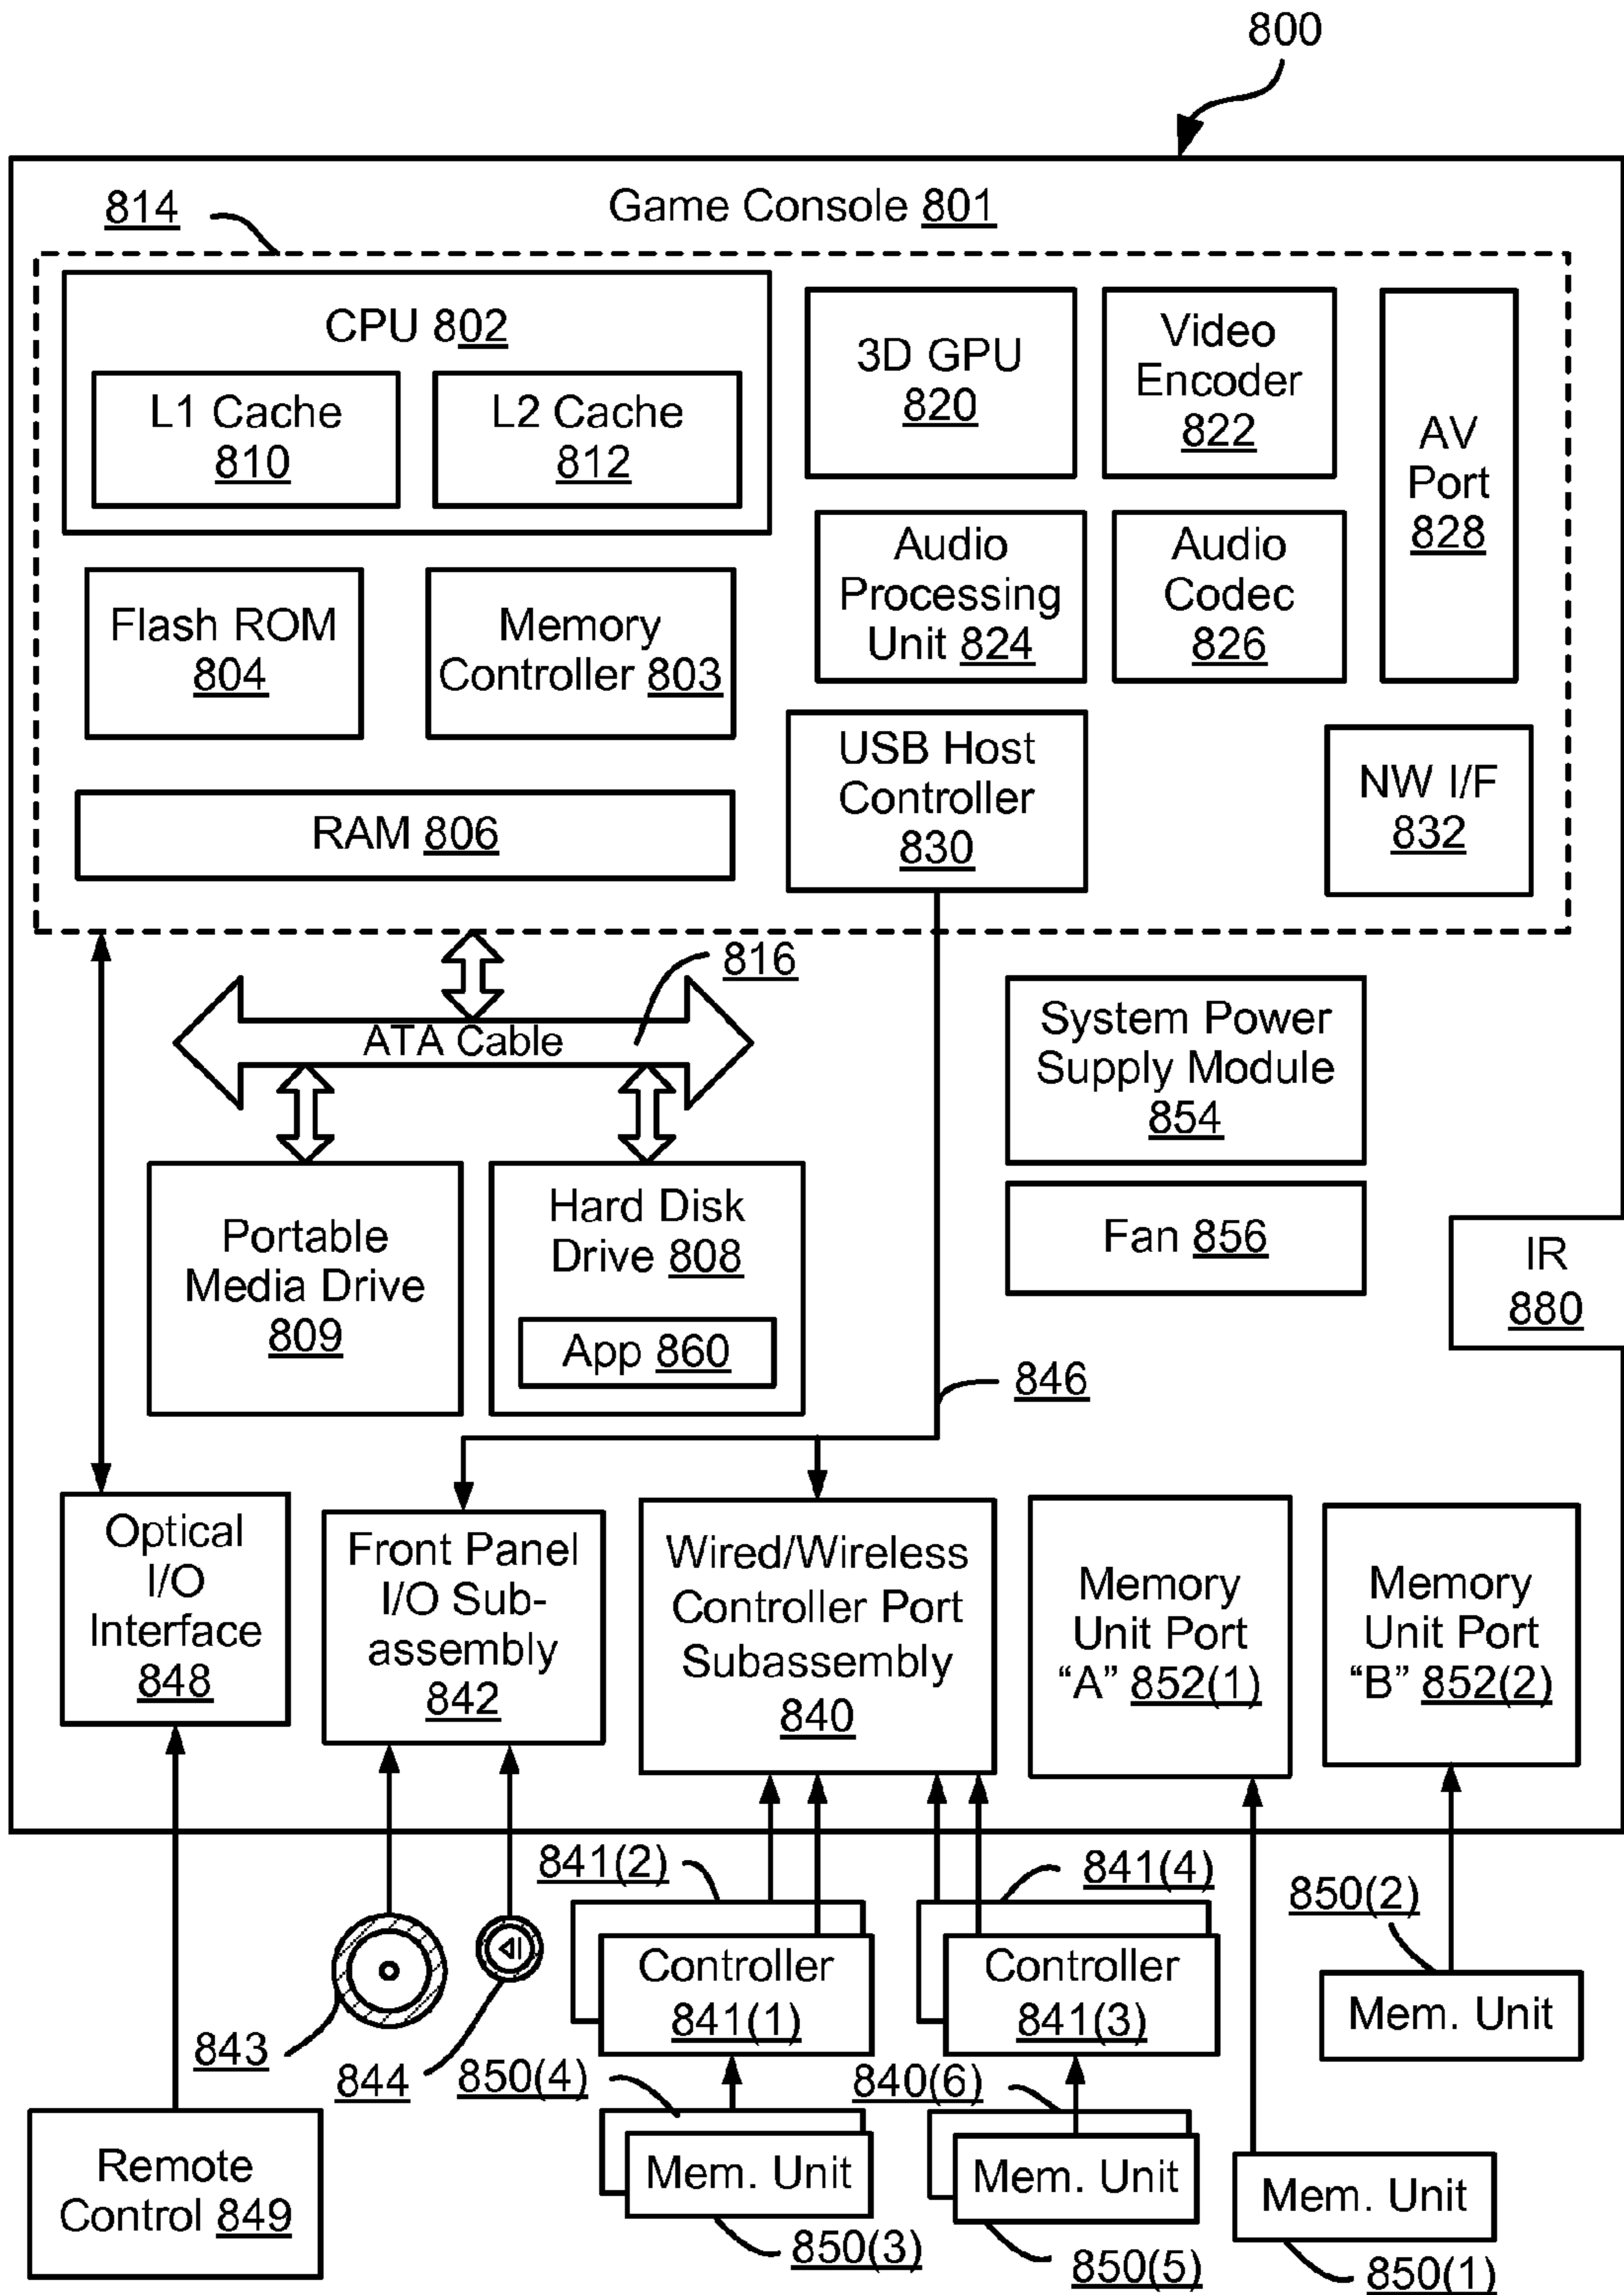 800
Game Console 801
814
CPU 802
L1 Cache
810
L2 Cache
812
3D GPU
820
Video
Encoder
822
AV
Port
828
Flash ROM
804
Memory
Controller 803
Audio
Processing
Unit 824
Audio
Codec
826
RAM 806
USB Host
Controller
830
NW I/F
832
816
ATA Cable
System Power
Supply Module
854
Portable
Media Drive
809
Hard Disk
Drive 808
App 860
Fan 856
IR
880
846
Optical
I/O
Interface
848
Front Panel
I/O Sub-
assembly
842
Wired/Wireless
Controller Port
Subassembly
840
Memory
Unit Port
“A” 852(1)
Memory
Unit Port
“B” 852(2)
841(2)
841(4)
850(2)
Controller
841(1)
Controller
841(3)
Mem. Unit
843
844
850(4)
840(6)
Remote
Control 849
Mem. Unit
Mem. Unit
Mem. Unit
850(3)
850(5)
850(1)